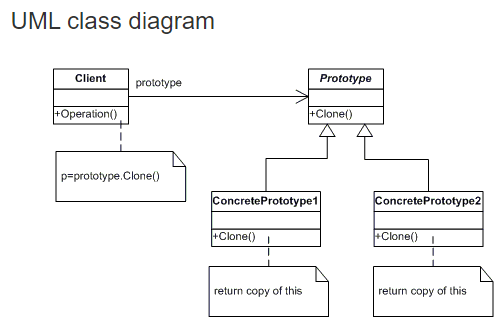 UML class diagram
Client
+Operation()
prototype
Prototype
+Clone()
p=prototype.Clone()
ConcretePrototype1
+Clone()
ConcretePrototype2
+Clone()
return copy of this
return copy of this